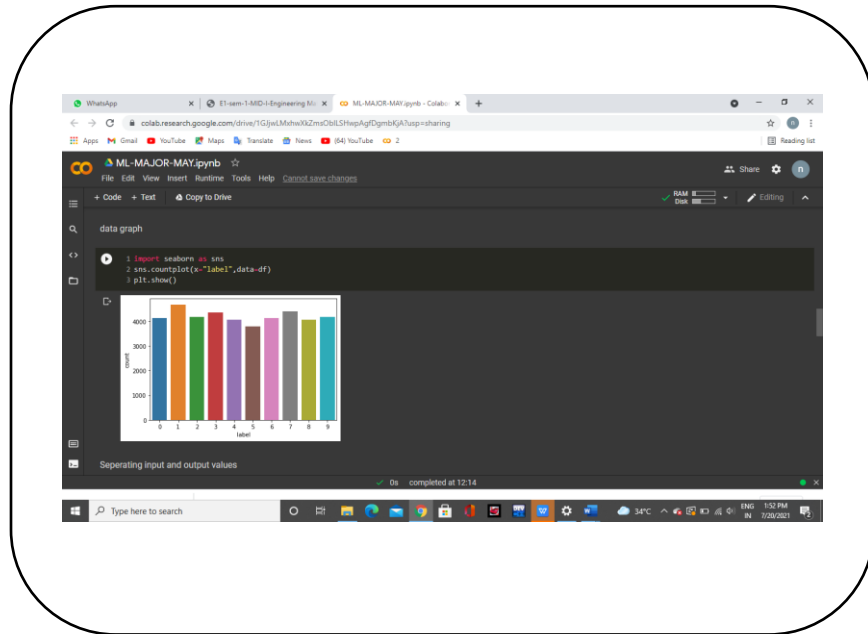 WhatsApp
E1-sem-1-MID-I-Engineering Ma
ML-MAJOR-MAY.ipynb - Colabor
colab.research.google.com/drive/
?usp=sharing
Apps Gmail YouTube Maps Translate News (64) YouTube 2 Reading list
ML-MAJOR-MAY.ipynb
Share n
File Edit View Insert Runtime Tools Help Cannot save changes
+ Code + Text Copy to Drive
RAM
Disk
Editing
data graph
1 import seaborn as sns
2 sns.countplot(x="label",data=df)
3 plt.show()
4000
3000
2000
1000
0
count
0 1 2 3 4 5 6 7 8 9
label
Seperating input and output values
0s completed at 12:14
Type here to search
34°C
ENG
IN
1:52 PM
7/20/2021
2